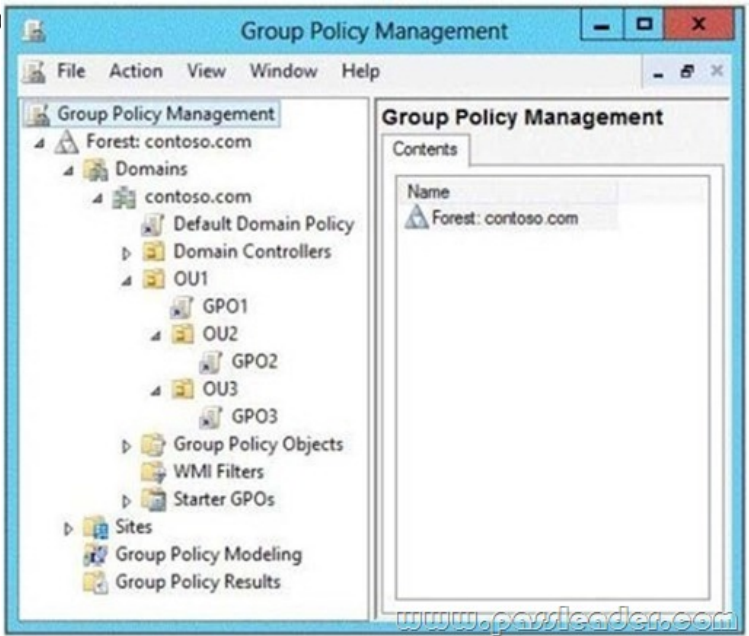 Group Policy Management
File Action View Window Help
Group Policy Management
Forest: contoso.com
Domains
contoso.com
Default Domain Policy
Domain Controllers
OU1
GPO1
OU2
GPO2
OU3
GPO3
Group Policy Objects
WMI Filters
Starter GPOs
Sites
Group Policy Modeling
Group Policy Results
Group Policy Management
Contents
Name
Forest: contoso.com
www.passleader.com